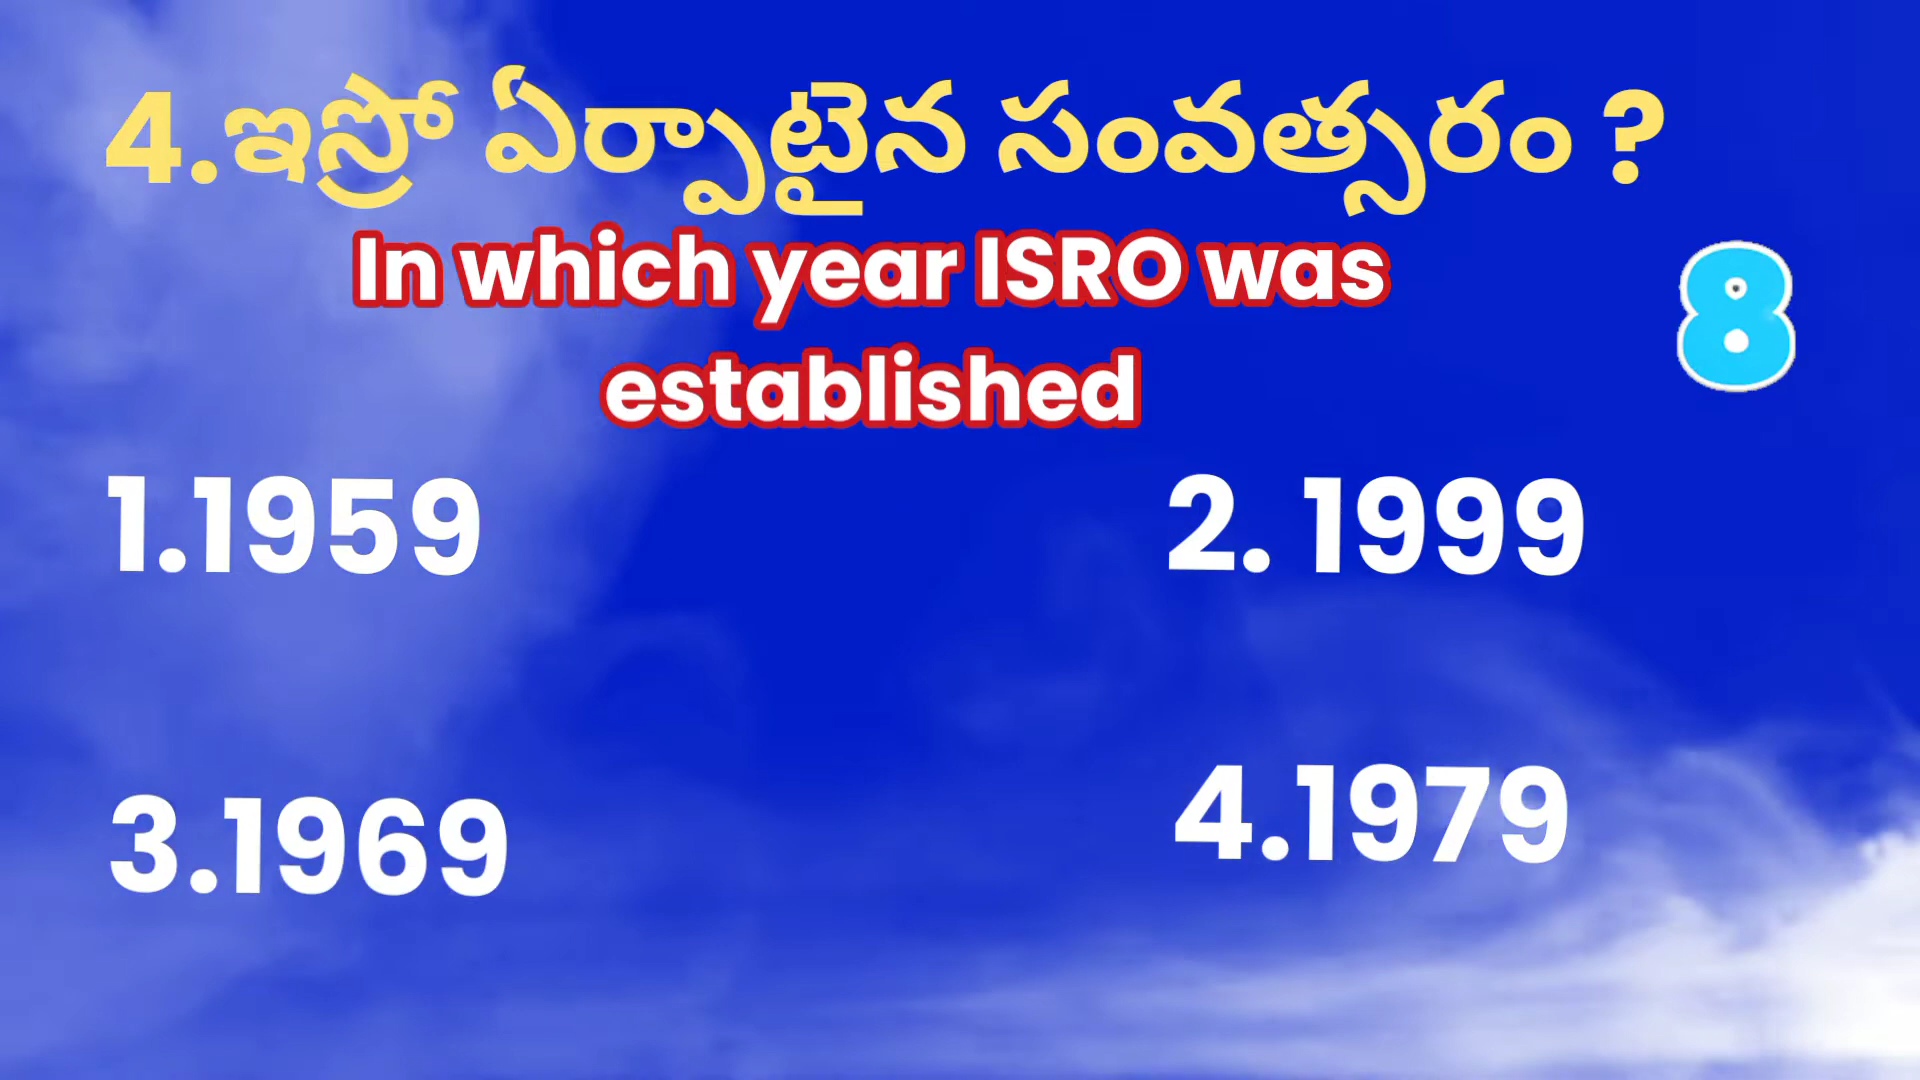 4.ఇస్రో ఏర్పాటైన సంవత్సరం ?
In which year ISRO was
established
8
1.1959
2. 1999
3.1969
4.1979